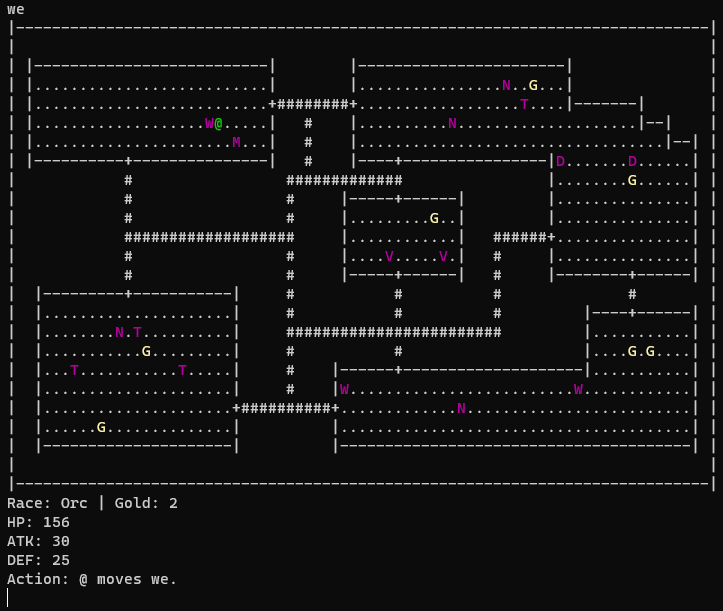 we
|-----------------------------------------------------------------------------|
|                                                                             |
| |--------------------------|        |-----------------------|               |
| |..........................|        |................N..G...|               |
| |..........................+########+..................T....|-------|       |
| |...................W@.....|   #    |..........N....................|--|    |
| |......................M...|   #    |..................................|--| |
| |----------+---------------|   #    |----+----------------|D.......D......| |
|            #                 #############                |........G......| |
|            #                 #     |-----+------|         |...............| |
|            #                 #     |.........G..|         |...............| |
|            ###################     |............|   ######+...............| |
|            #                 #     |....V.....V.|   #     |...............| |
|            #                 #     |-----+------|   #     |--------+------| |
|  |---------+-----------|     #           #          #              #        |
|  |.....................|     #           #          #         |----+------| |
|  |........N.T..........|     ########################         |...........| |
|  |...........G.........|     #           #                    |....G.G....| |
|  |...T...........T.....|     #    |------+--------------------|...........| |
|  |.....................|     #    |W.........................W............| |
|  |.....................+##########+.............N.........................| |
|  |......G..............|          |.......................................| |
|  |---------------------|          |---------------------------------------| |
|                                                                             |
|-----------------------------------------------------------------------------|
Race: Orc | Gold: 2
HP: 156
ATK: 30
DEF: 25
Action: @ moves we.